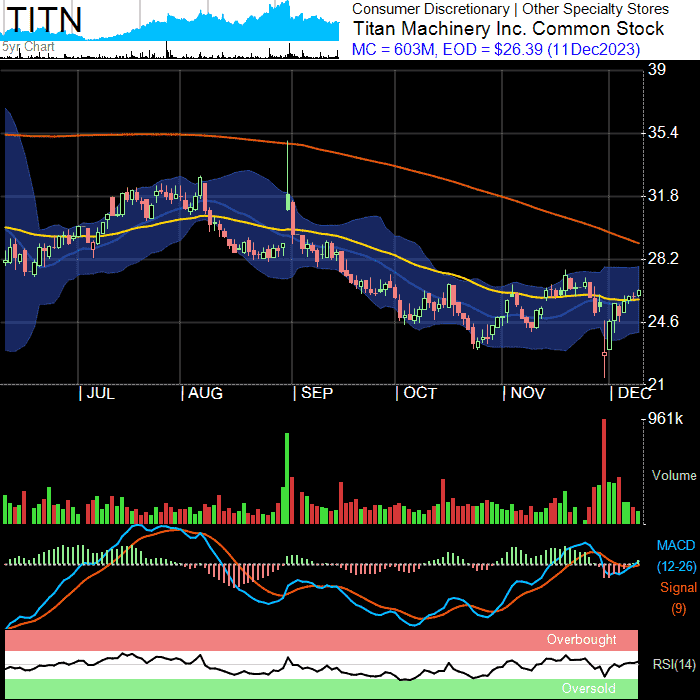 TITN
5yr Chart
Consumer Discretionary | Other Specialty Stores
Titan Machinery Inc. Common Stock
MC = 603M, EOD = $26.39 (11Dec2023)
39
35.4
31.8
28.2
24.6
21
| JUL | AUG | SEP | OCT | NOV | DEC
961k
Volume
MACD
(12-26)
Signal
(9)
Overbought
RSI(14)
Oversold